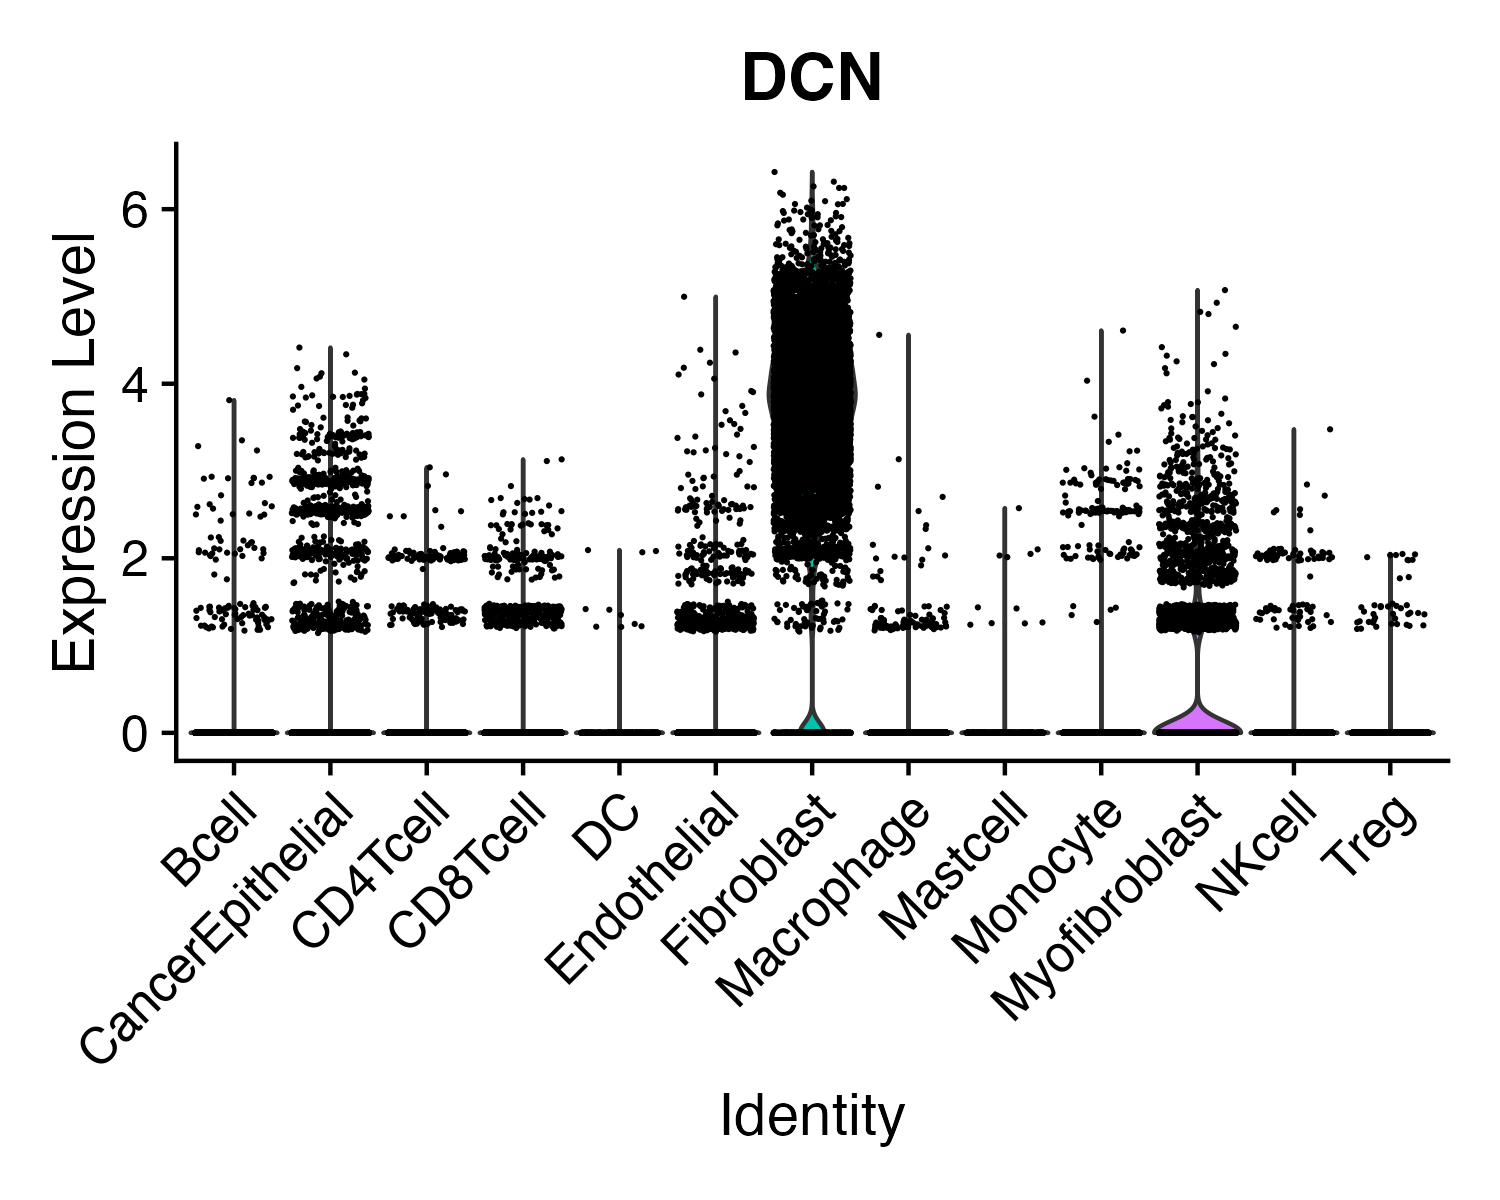 DCN
Expression Level
6
4
2
0
Bcell
CancerEpithelial
CD4Tcell
CD8Tcell
DC
Endothelial
Fibroblast
Macrophage
Mastcell
Monocyte
Myofibroblast
NKcell
Treg
Identity